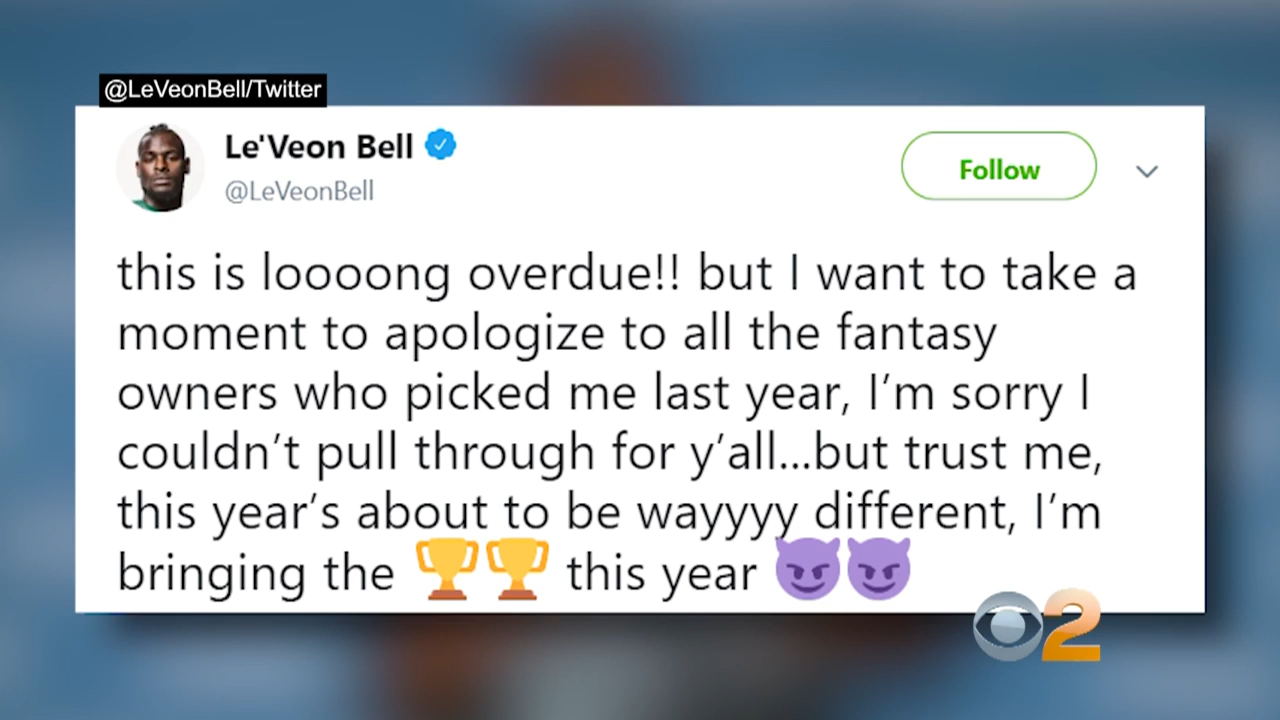 @LeVeonBell/Twitter
Le'Veon Bell
@LeVeonBell
Follow
this is loooong overdue!! but I want to take a
moment to apologize to all the fantasy
owners who picked me last year, I’m sorry I
couldn’t pull through for y’all...but trust me,
this year’s about to be wayyyy different, I’m
bringing the 🏆🏆 this year 😈😈
2